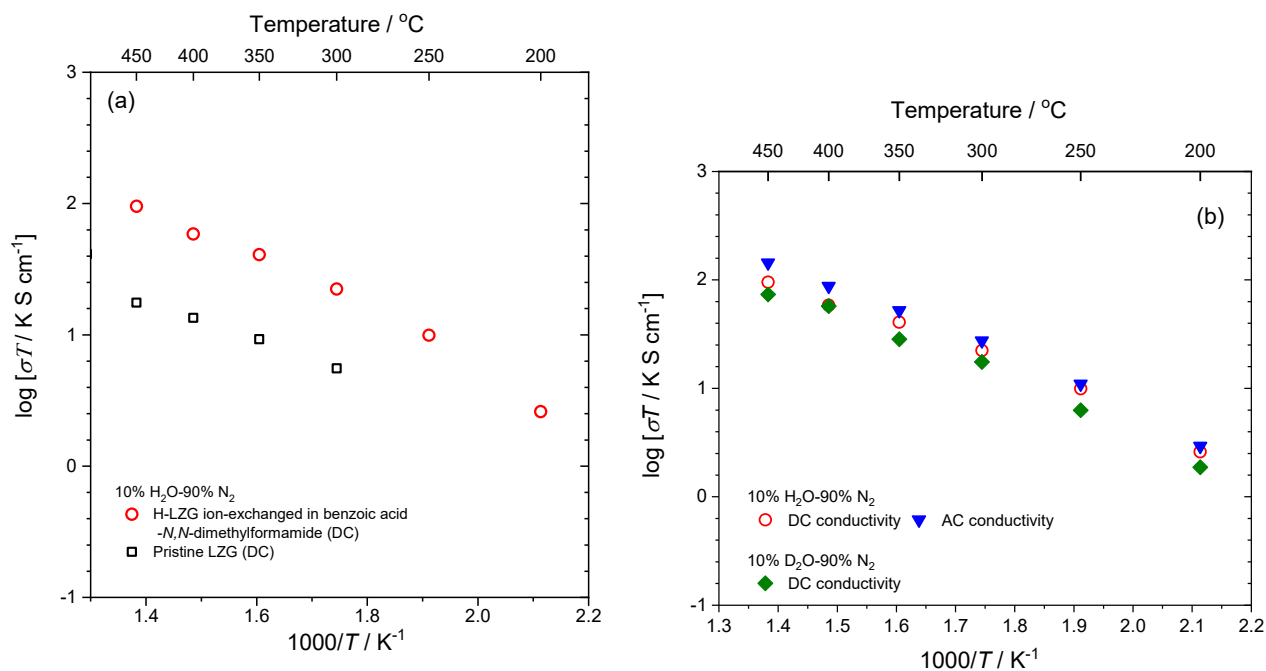 Temperature / °C
450 400 350 300 250 200
(a)
3
2
1
0
-1
log [σT / K S cm⁻¹]
10% H₂O-90% N₂
H-LZG ion-exchanged in benzoic acid
-N,N-dimethylformamide (DC)
Pristine LZG (DC)
1.4 1.6 1.8 2.0 2.2
1000/T / K⁻¹
Temperature / °C
450 400 350 300 250 200
(b)
3
2
1
0
-1
log [σT / K S cm⁻¹]
10% H₂O-90% N₂
DC conductivity AC conductivity
10% D₂O-90% N₂
DC conductivity
1.3 1.4 1.5 1.6 1.7 1.8 1.9 2.0 2.1 2.2
1000/T / K⁻¹